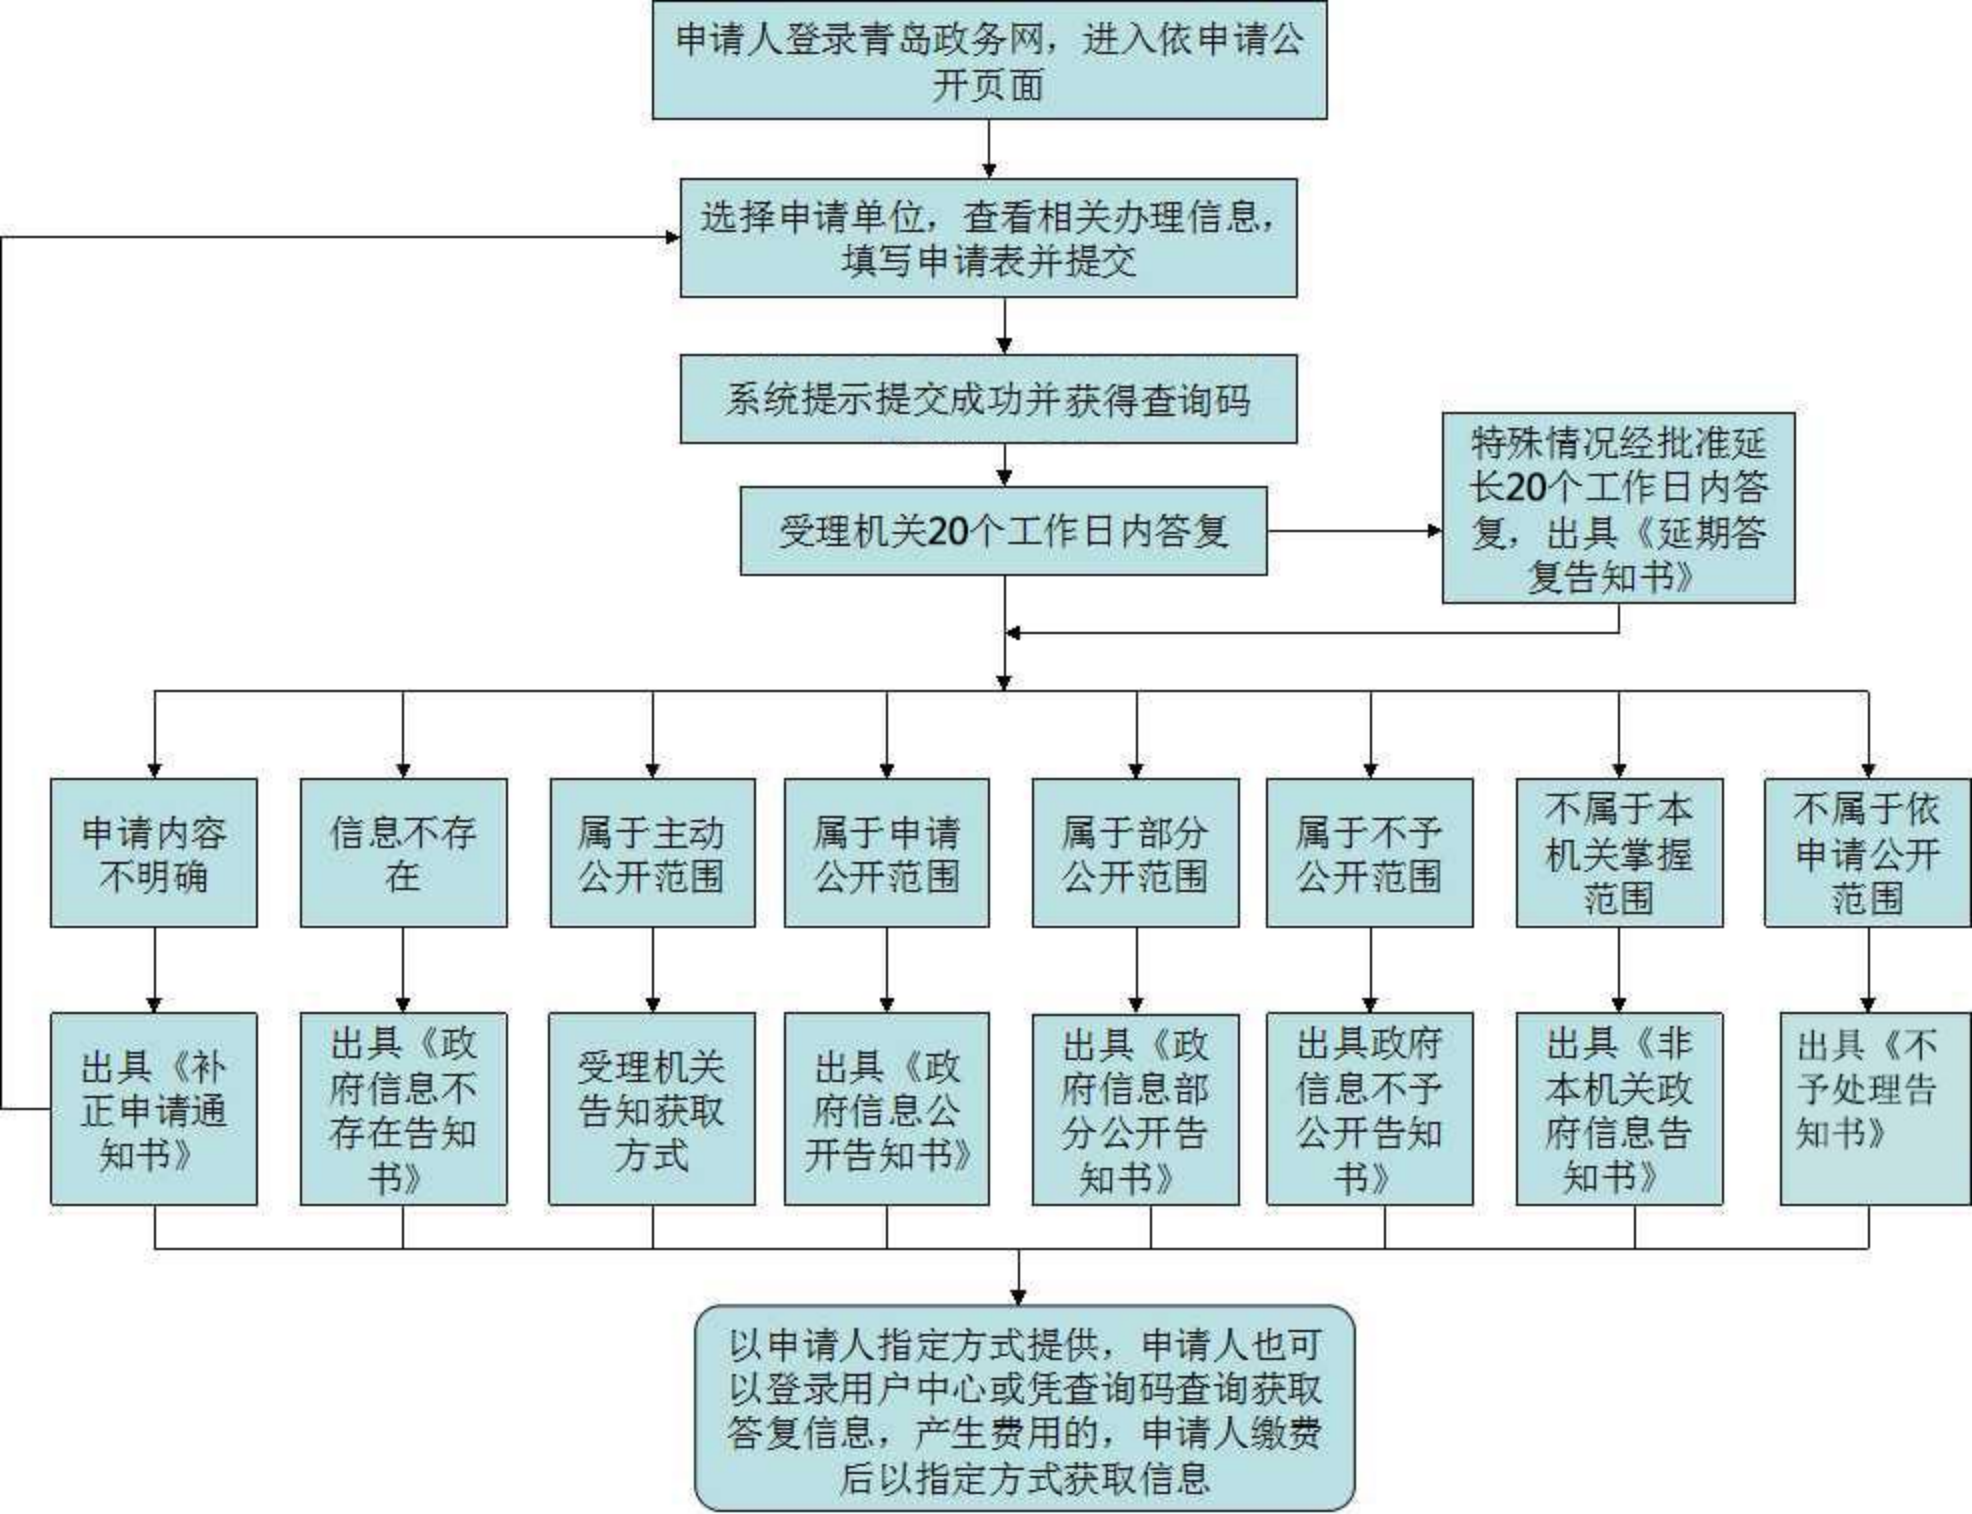 申请人登录青岛政务网，进入依申请公
开页面
选择申请单位，查看相关办理信息，
填写申请表并提交
系统提示提交成功并获得查询码
特殊情况经批准延
长20个工作日内答
复，出具《延期答
复告知书》
受理机关20个工作日内答复
申请内容
不明确
信息不存
在
属于主动
公开范围
属于申请
公开范围
属于部分
公开范围
属于不予
公开范围
不属于本
机关掌握
范围
不属于依
申请公开
范围
出具《补
正申请通
知书》
出具《政
府信息不
存在告知
书》
受理机关
告知获取
方式
出具《政
府信息公
开告知书》
出具《政
府信息部
分公开告
知书》
出具政府
信息不予
公开告知
书》
出具《非
本机关政
府信息告
知书》
出具《不
予处理告
知书》
以申请人指定方式提供，申请人也可
以登录用户中心或凭查询码查询获取
答复信息，产生费用的，申请人缴费
后以指定方式获取信息